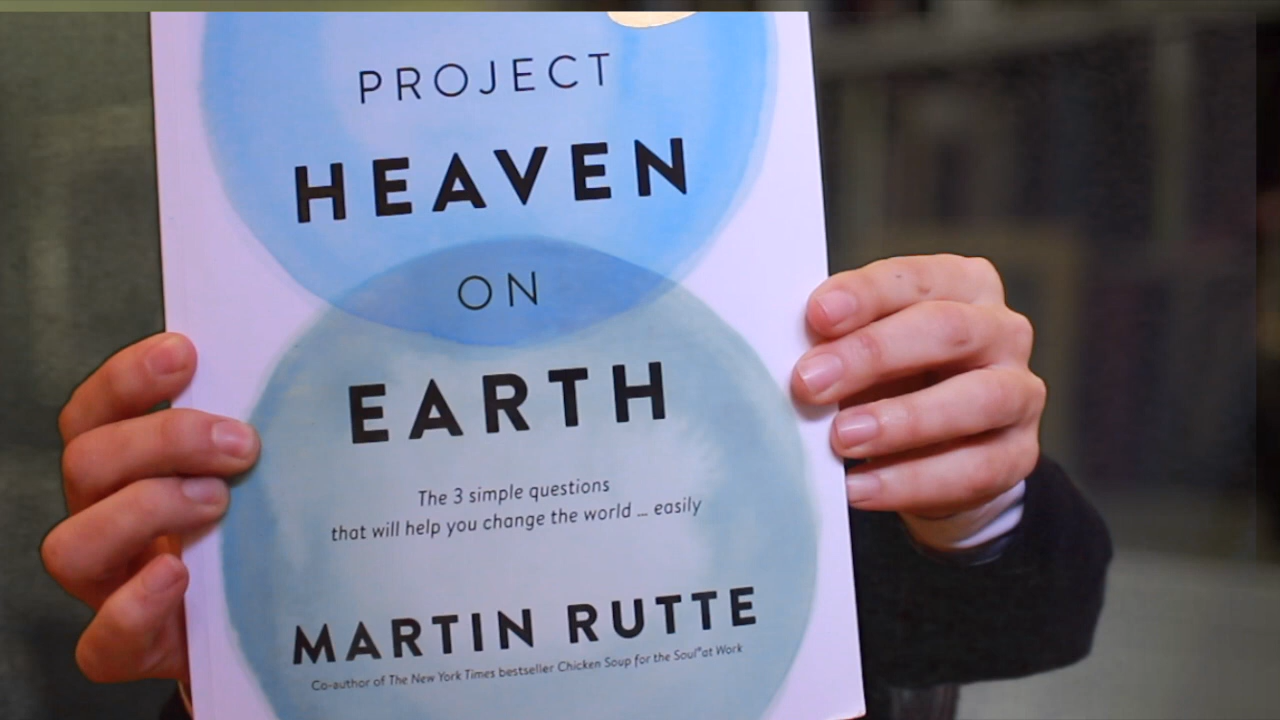 PROJECT
HEAVEN
ON
EARTH
The 3 simple questions
that will help you change the world ... easily
MARTIN RUTTE
Co-author of The New York Times bestseller Chicken Soup for the Soul® at Work